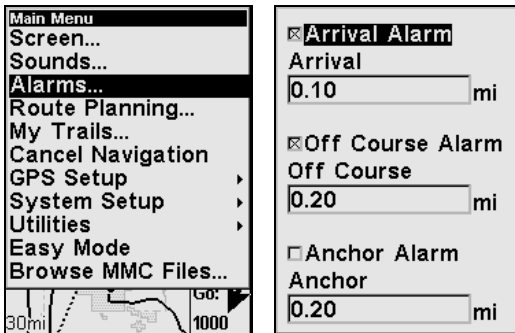 Main Menu
Screen...
Sounds...
Alarms...
Route Planning...
My Trails...
Cancel Navigation
GPS Setup
System Setup
Utilities
Easy Mode
Browse MMC Files...
Go:
30mi
1000
Arrival Alarm
Arrival
0.10 mi
Off Course Alarm
Off Course
0.20 mi
Anchor Alarm
Anchor
0.20 mi